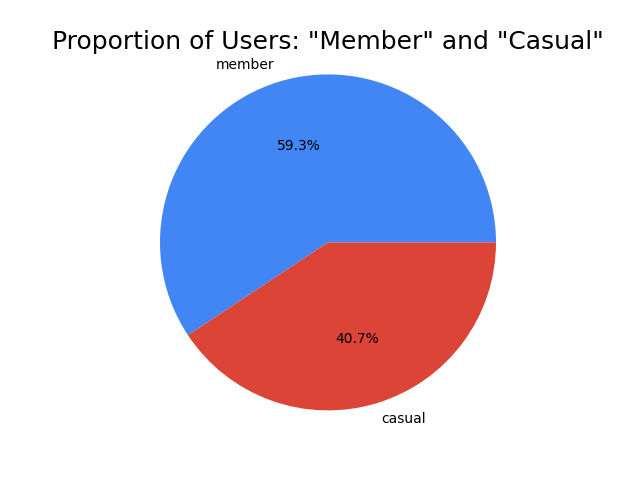 Proportion of Users: "Member" and "Casual"
member
59.3%
40.7%
casual